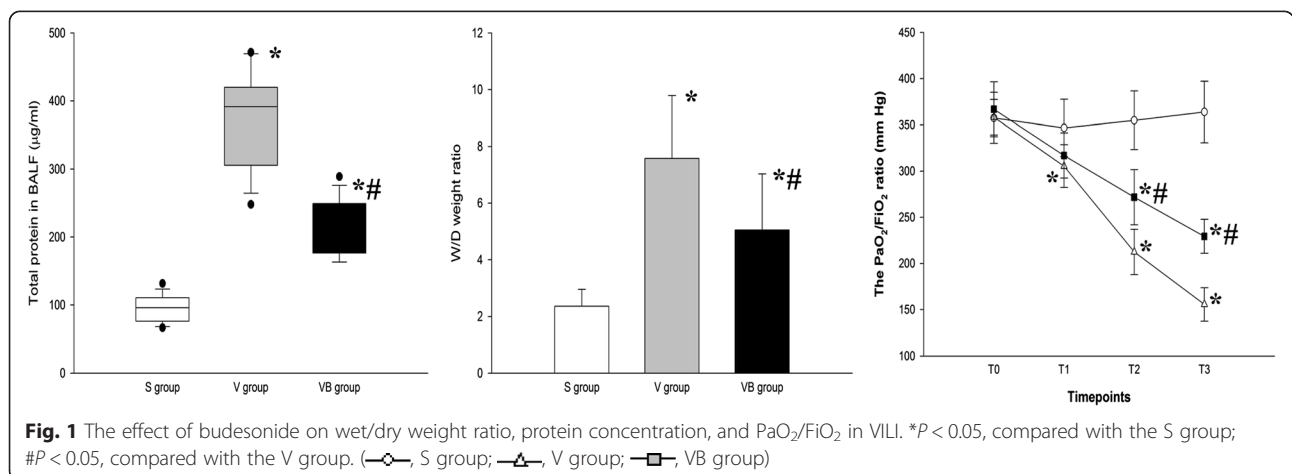 Total protein in BALF (μg/ml)
500
400
300
200
100
0
*
*#
S group
V group
VB group
W/D weight ratio
12
10
8
6
4
2
0
*
*#
S group
V group
VB group
The PaO₂/FiO₂ ratio (mm Hg)
450
400
350
300
250
200
150
100
*
*#
*
*#
*
T0
T1
T2
T3
Timepoints
Fig. 1 The effect of budesonide on wet/dry weight ratio, protein concentration, and PaO₂/FiO₂ in VILI. *P < 0.05, compared with the S group;
#P < 0.05, compared with the V group. (—○—, S group; —△—, V group; —■—, VB group)